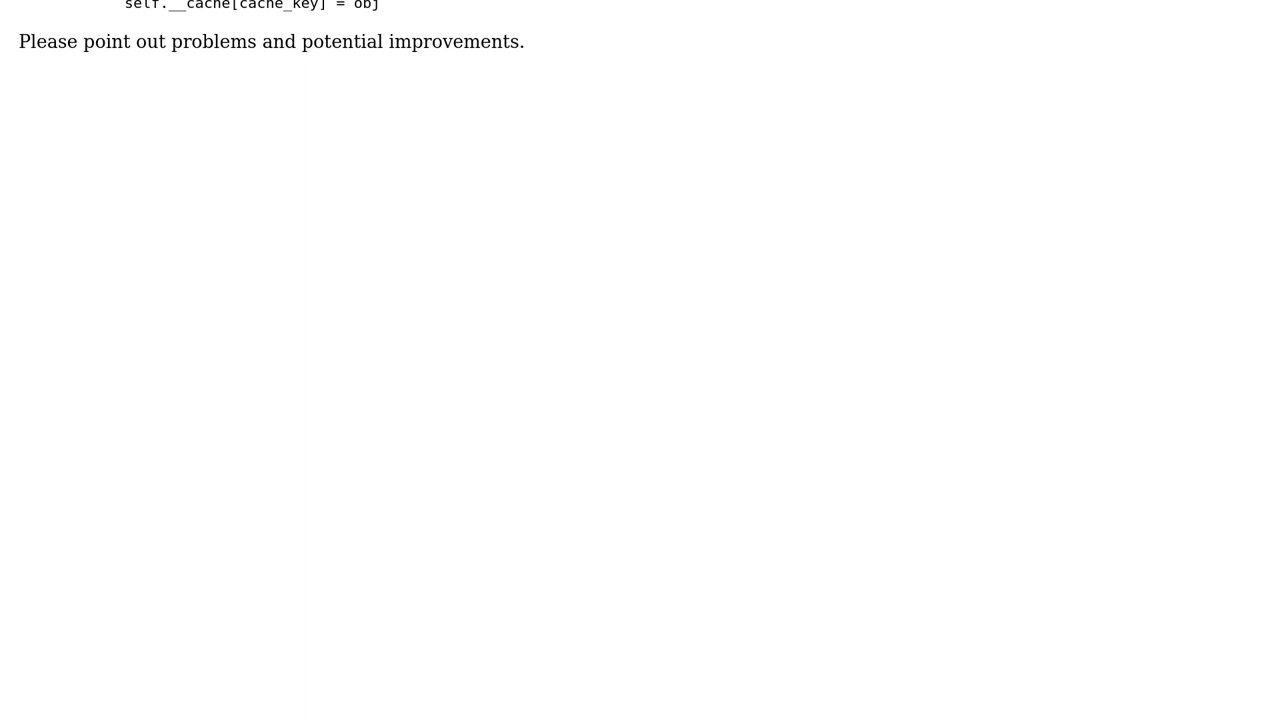 self.__cache[cache_key] = obj
Please point out problems and potential improvements.